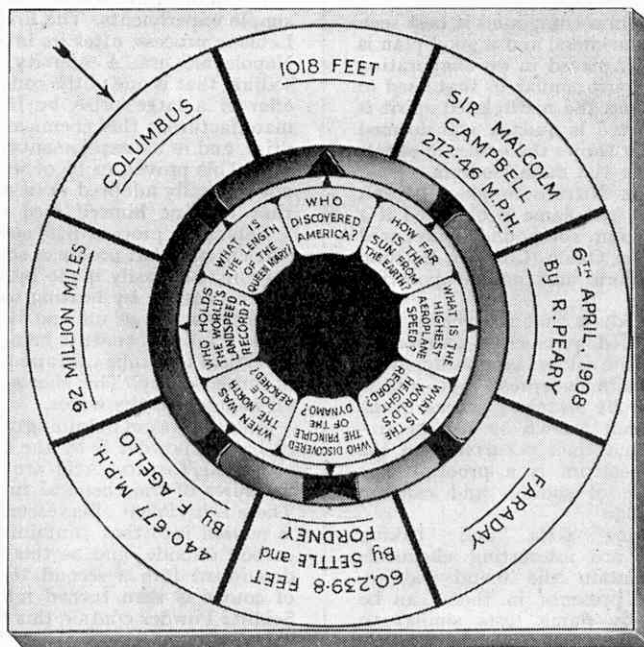 1018 FEET
SIR MALCOLM
CAMPBELL
272·46 M.P.H.
6TH APRIL, 1908
BY R. PEARY
FARADAY
60,239·8 FEET
BY SETTLE and
FORDNEY
440·67 M.P.H.
BY F. AGELLO
92 MILLION MILES
COLUMBUS
WHO
DISCOVERED
AMERICA?
HOW FAR
IS THE
SUN FROM
THE EARTH?
WHAT IS THE
HIGHEST
AEROPLANE
SPEED?
WHAT IS THE
WORLD'S
HEIGHT
RECORD?
WHO DISCOVERED
THE PRINCIPLE
OF THE
DYNAMO?
WHEN WAS
THE NORTH
POLE
REACHED?
WHO HOLDS
THE WORLD'S
LANDSPEED
RECORD?
WHAT IS
THE LENGTH
OF THE
QUEEN MARY?